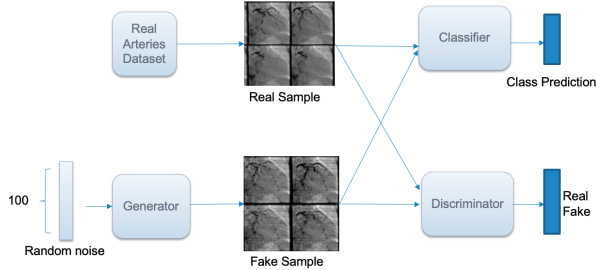 Real
Arteries
Dataset
Real Sample
Classifier
Class Prediction
100
Random noise
Generator
Fake Sample
Discriminator
Real
Fake